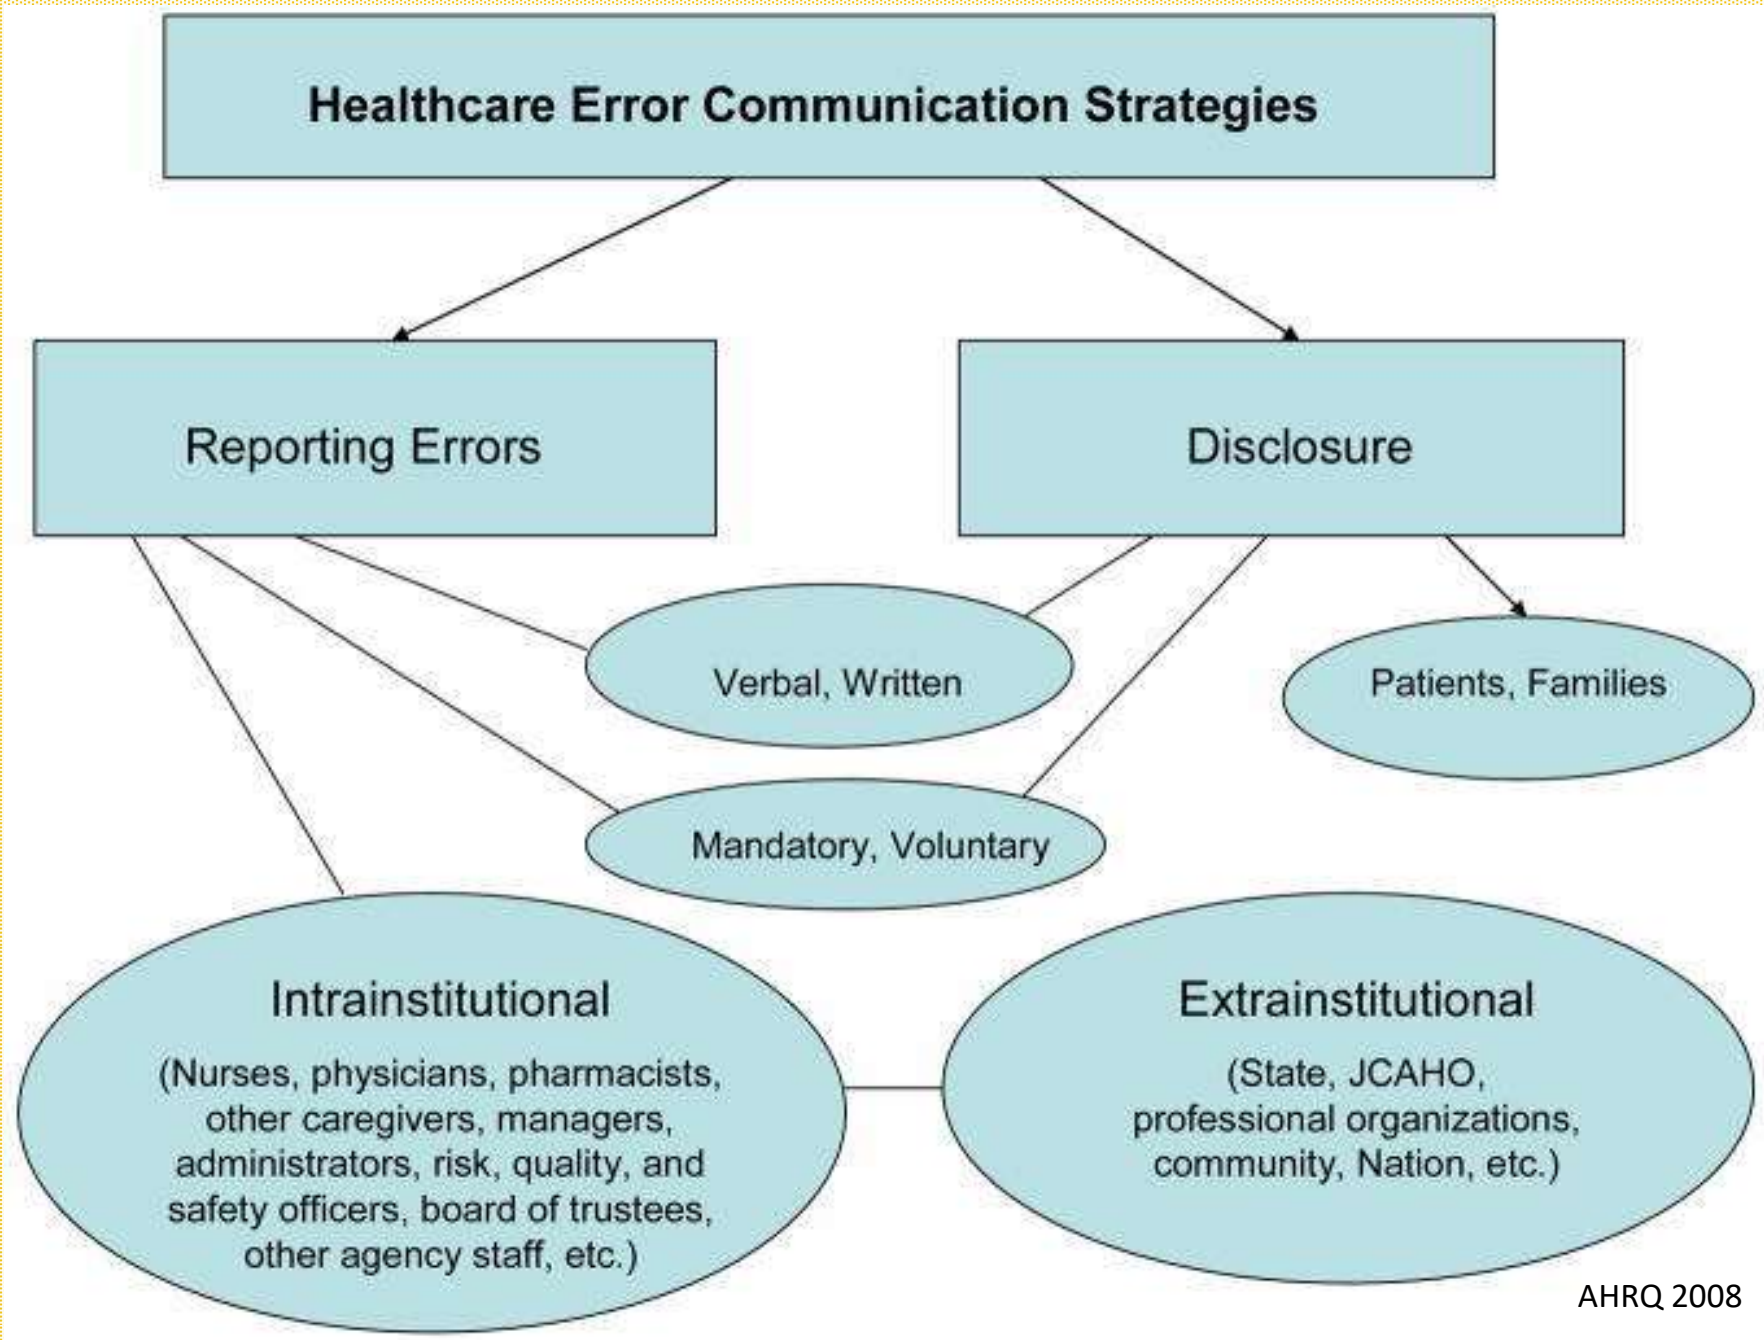 Healthcare Error Communication Strategies
Reporting Errors
Disclosure
Verbal, Written
Patients, Families
Mandatory, Voluntary
Intrainstitutional
(Nurses, physicians, pharmacists,
other caregivers, managers,
administrators, risk, quality, and
safety officers, board of trustees,
other agency staff, etc.)
Extrainstitutional
(State, JCAHO,
professional organizations,
community, Nation, etc.)
AHRQ 2008